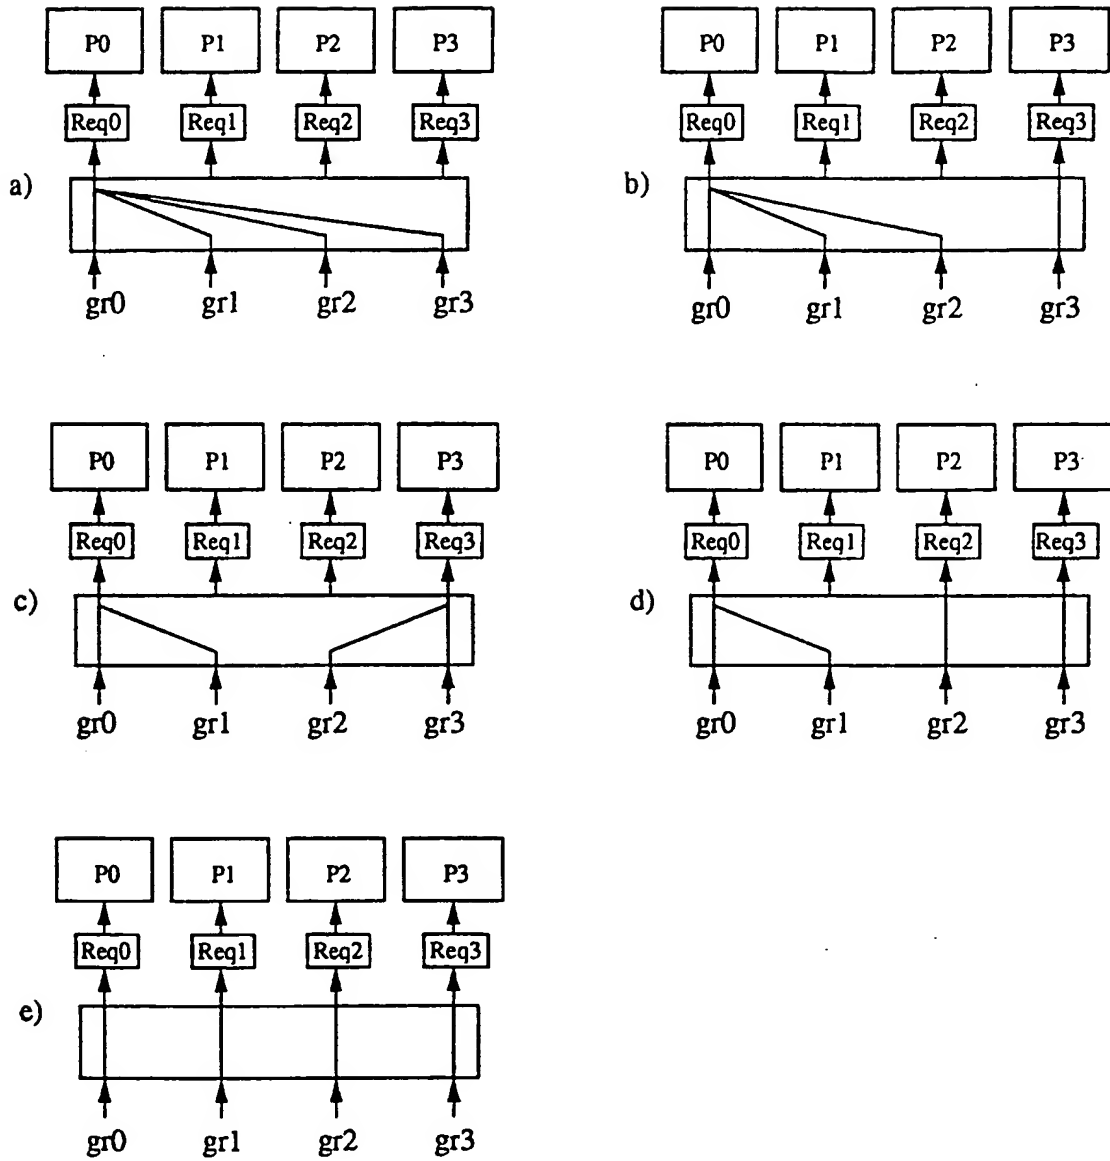 P0 P1 P2 P3 P0 P1 P2 P3
Req0 Req1 Req2 Req3 Req0 Req1 Req2 Req3
a) b)
gr0 gr1 gr2 gr3 gr0 gr1 gr2 gr3
P0 P1 P2 P3 P0 P1 P2 P3
Req0 Req1 Req2 Req3 Req0 Req1 Req2 Req3
c) d)
gr0 gr1 gr2 gr3 gr0 gr1 gr2 gr3
P0 P1 P2 P3
Req0 Req1 Req2 Req3
e)
gr0 gr1 gr2 gr3